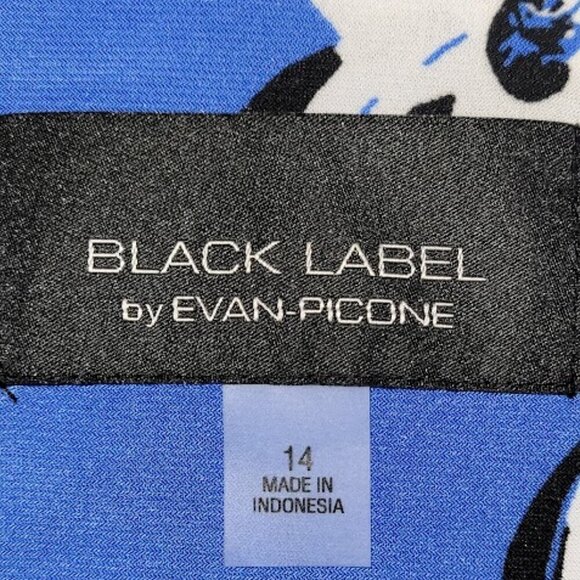 BLACK LABEL
by EVAN-PICONE
14
MADE IN
INDONESIA